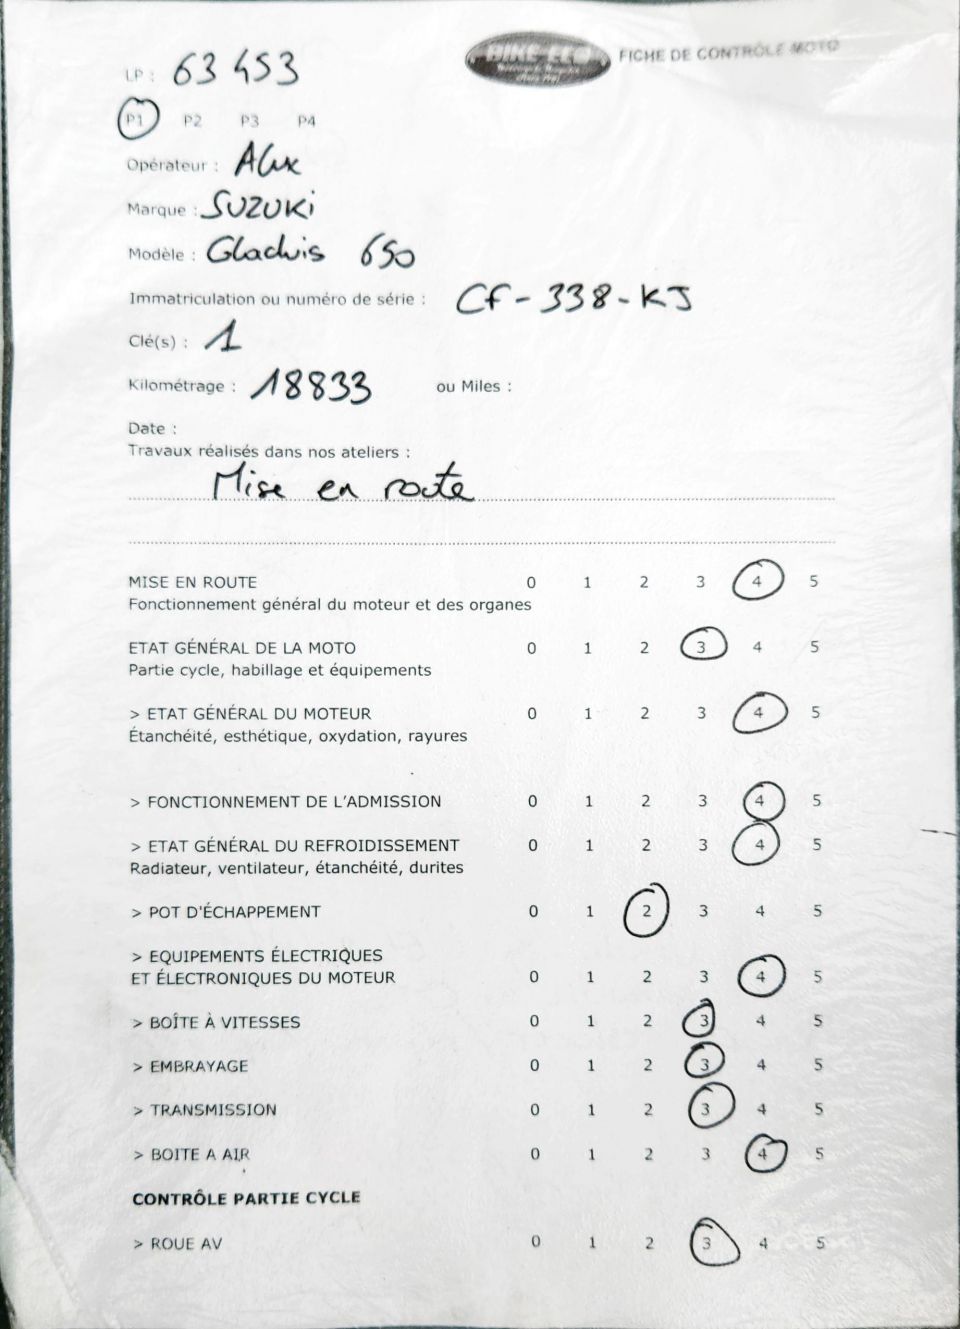 BIKE-ECO
FICHE DE CONTRÔLE MOTO
LP : 63453
P1 P2 P3 P4
Opérateur : Alex
Marque : SUZUKI
Modèle : Gladuis 650
Immatriculation ou numéro de série : CF-338-KJ
Clé(s) : 1
Kilométrage : 18833 ou Miles :
Date :
Travaux réalisés dans nos ateliers :
Mise en route
MISE EN ROUTE 0 1 2 3 4 5
Fonctionnement général du moteur et des organes
ETAT GÉNÉRAL DE LA MOTO 0 1 2 3 4 5
Partie cycle, habillage et équipements
> ETAT GÉNÉRAL DU MOTEUR 0 1 2 3 4 5
Étanchéité, esthétique, oxydation, rayures
> FONCTIONNEMENT DE L'ADMISSION 0 1 2 3 4 5
> ETAT GÉNÉRAL DU REFROIDISSEMENT 0 1 2 3 4 5
Radiateur, ventilateur, étanchéité, durites
> POT D'ÉCHAPPEMENT 0 1 2 3 4 5
> EQUIPEMENTS ÉLECTRIQUES
ET ÉLECTRONIQUES DU MOTEUR 0 1 2 3 4 5
> BOÎTE À VITESSES 0 1 2 3 4 5
> EMBRAYAGE 0 1 2 3 4 5
> TRANSMISSION 0 1 2 3 4 5
> BOITE A AIR 0 1 2 3 4 5
CONTRÔLE PARTIE CYCLE
> ROUE AV 0 1 2 3 4 5